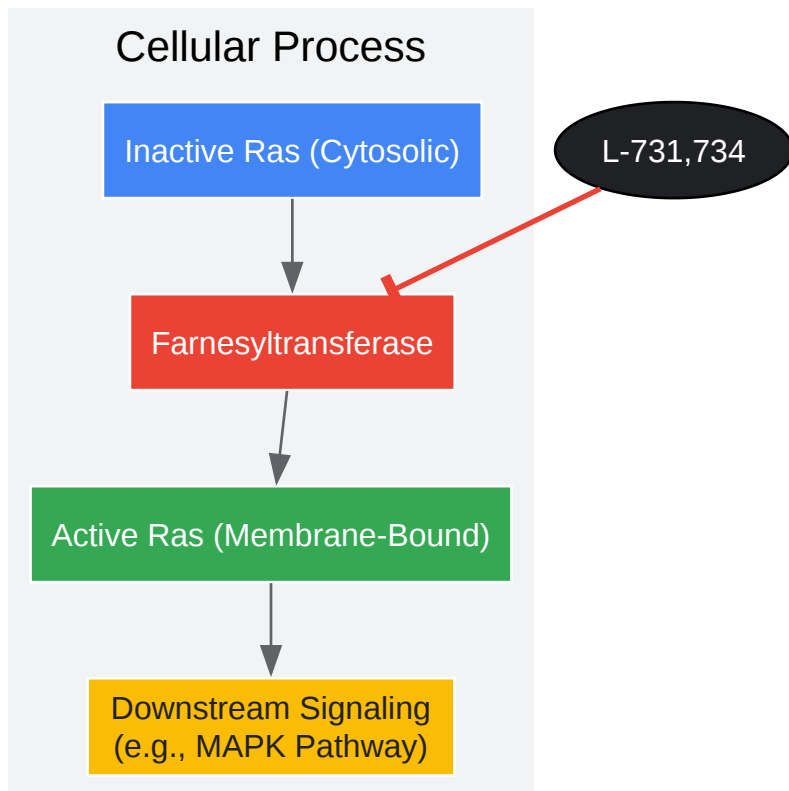 Cellular Process
Inactive Ras (Cytosolic)
L-731,734
Farnesyltransferase
Active Ras (Membrane-Bound)
Downstream Signaling
(e.g., MAPK Pathway)